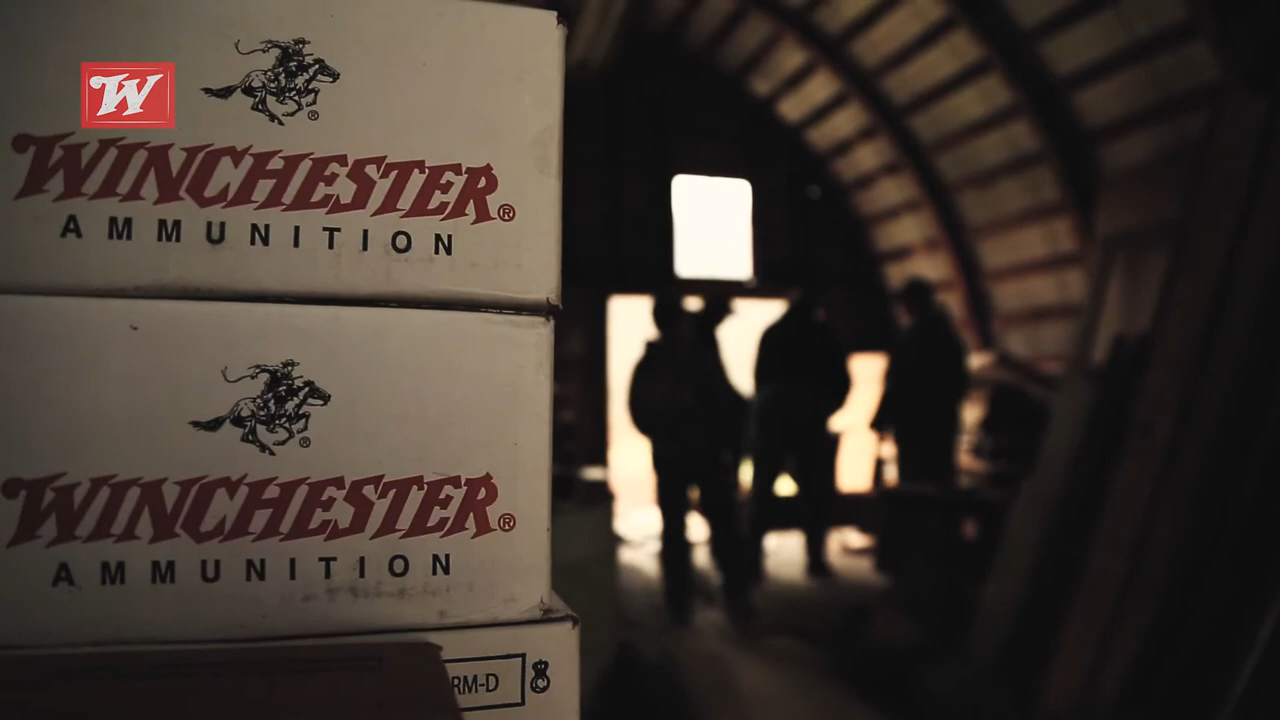 W
WINCHESTER®
AMMUNITION
WINCHESTER®
AMMUNITION
RM-D